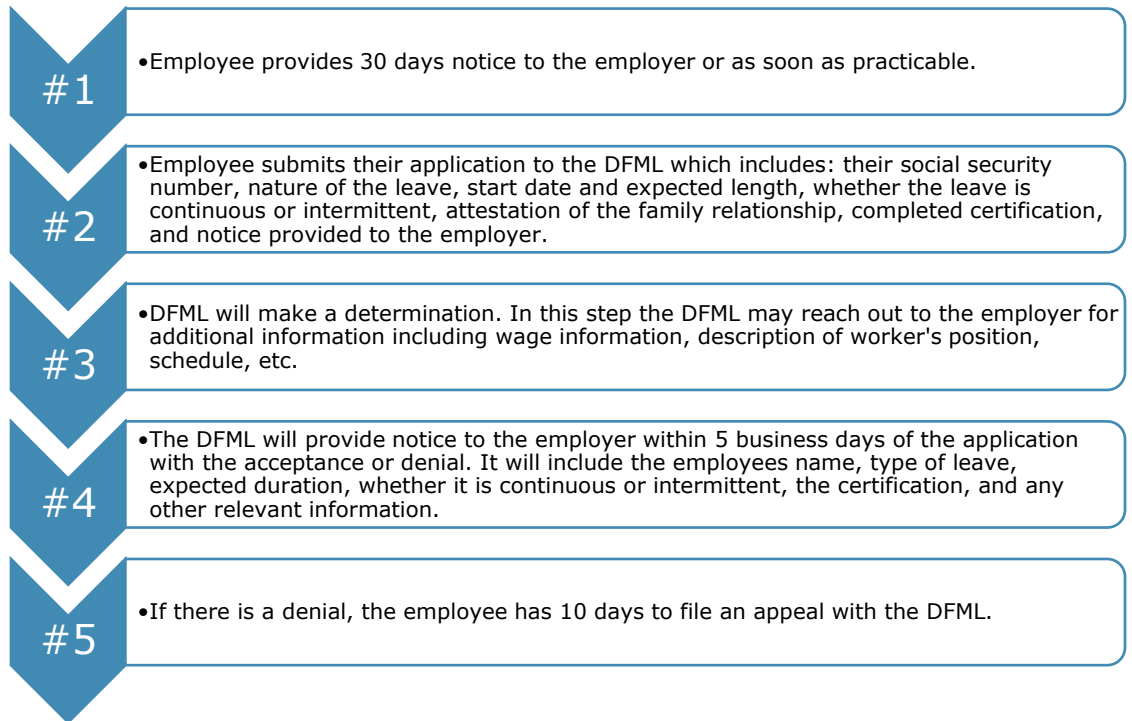 #1
•Employee provides 30 days notice to the employer or as soon as practicable.
#2
•Employee submits their application to the DFML which includes: their social security
number, nature of the leave, start date and expected length, whether the leave is
continuous or intermittent, attestation of the family relationship, completed certification,
and notice provided to the employer.
#3
•DFML will make a determination. In this step the DFML may reach out to the employer for
additional information including wage information, description of worker's position,
schedule, etc.
#4
•The DFML will provide notice to the employer within 5 business days of the application
with the acceptance or denial. It will include the employees name, type of leave,
expected duration, whether it is continuous or intermittent, the certification, and any
other relevant information.
#5
•If there is a denial, the employee has 10 days to file an appeal with the DFML.